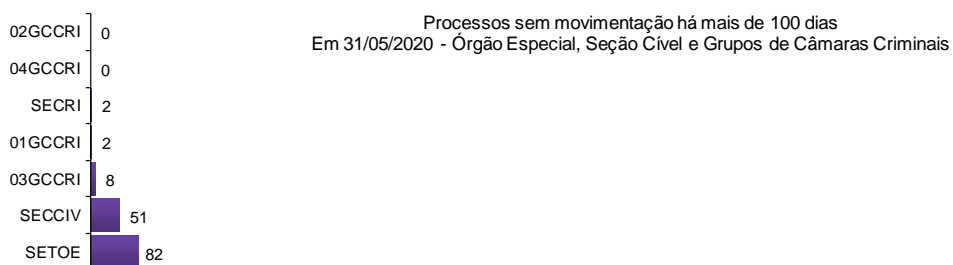 Processos sem movimentação há mais de 100 dias
Em 31/05/2020 - Órgão Especial, Seção Cível e Grupos de Câmaras Criminais
02GCCRI 0
04GCCRI 0
SECRI 2
01GCCRI 2
03GCCRI 8
SECCIV 51
SETOE 82